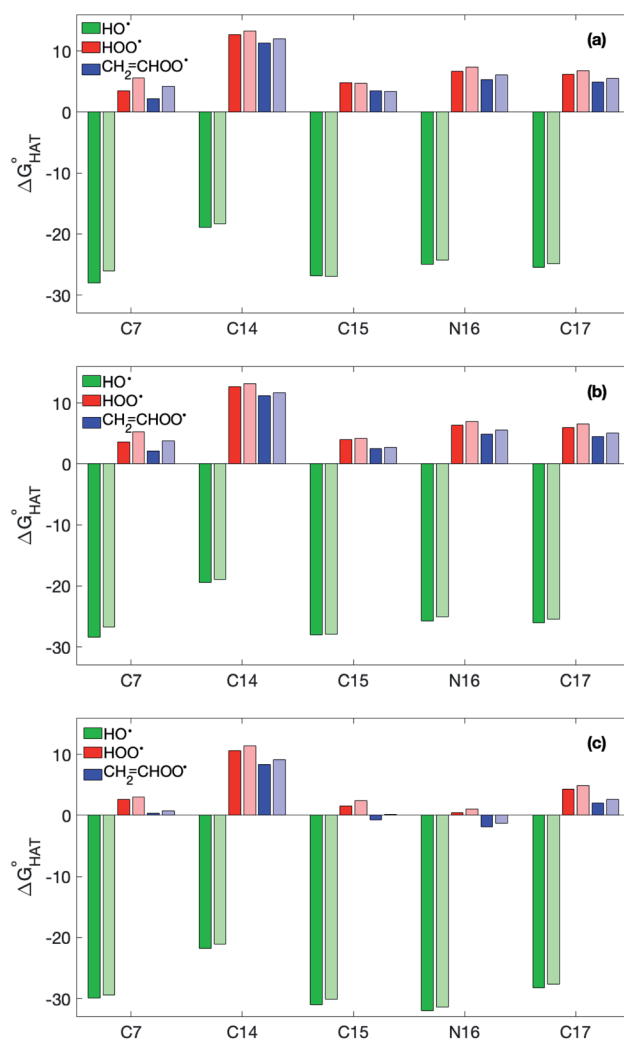 HO•
HOO•
CH2=CHOO•
(a)
10
0
-10
-20
-30
ΔG°HAT
C7 C14 C15 N16 C17
HO•
HOO•
CH2=CHOO•
(b)
10
0
-10
-20
-30
ΔG°HAT
C7 C14 C15 N16 C17
HO•
HOO•
CH2=CHOO•
(c)
10
0
-10
-20
-30
ΔG°HAT
C7 C14 C15 N16 C17